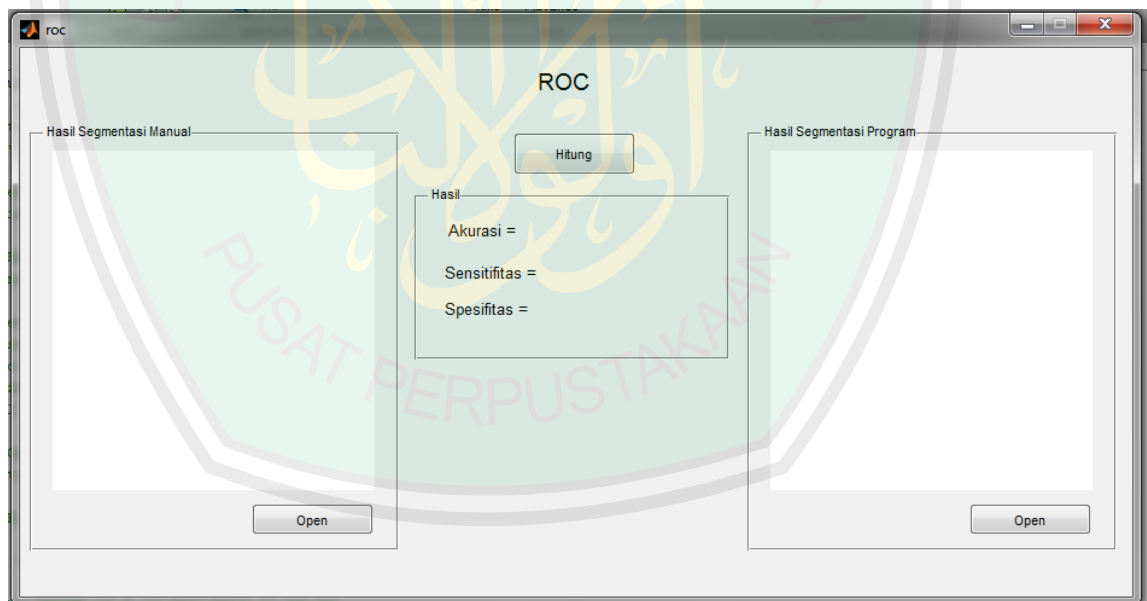 roc
ROC
Hasil Segmentasi Manual
Hitung
Hasil Segmentasi Program
Hasil
Akurasi =
Sensitifitas =
Spesifitas =
PUSAT PERPUSTAKAAN
Open
Open